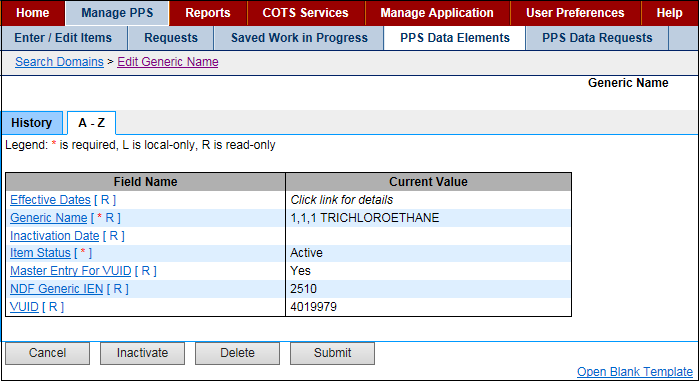 Home Manage PPS Reports COTS Services Manage Application User Preferences Help
Enter / Edit Items Requests Saved Work in Progress PPS Data Elements PPS Data Requests
Search Domains > Edit Generic Name
Generic Name
History A - Z
Legend: * is required, L is local-only, R is read-only
Field Name Current Value
Effective Dates [ R ] Click link for details
Generic Name [ * R ] 1,1,1 TRICHLOROETHANE
Inactivation Date [ R ]
Item Status [ * ] Active
Master Entry For VUID [ R ] Yes
NDF Generic IEN [ R ] 2510
VUID [ R ] 4019979
Cancel Inactivate Delete Submit
Open Blank Template